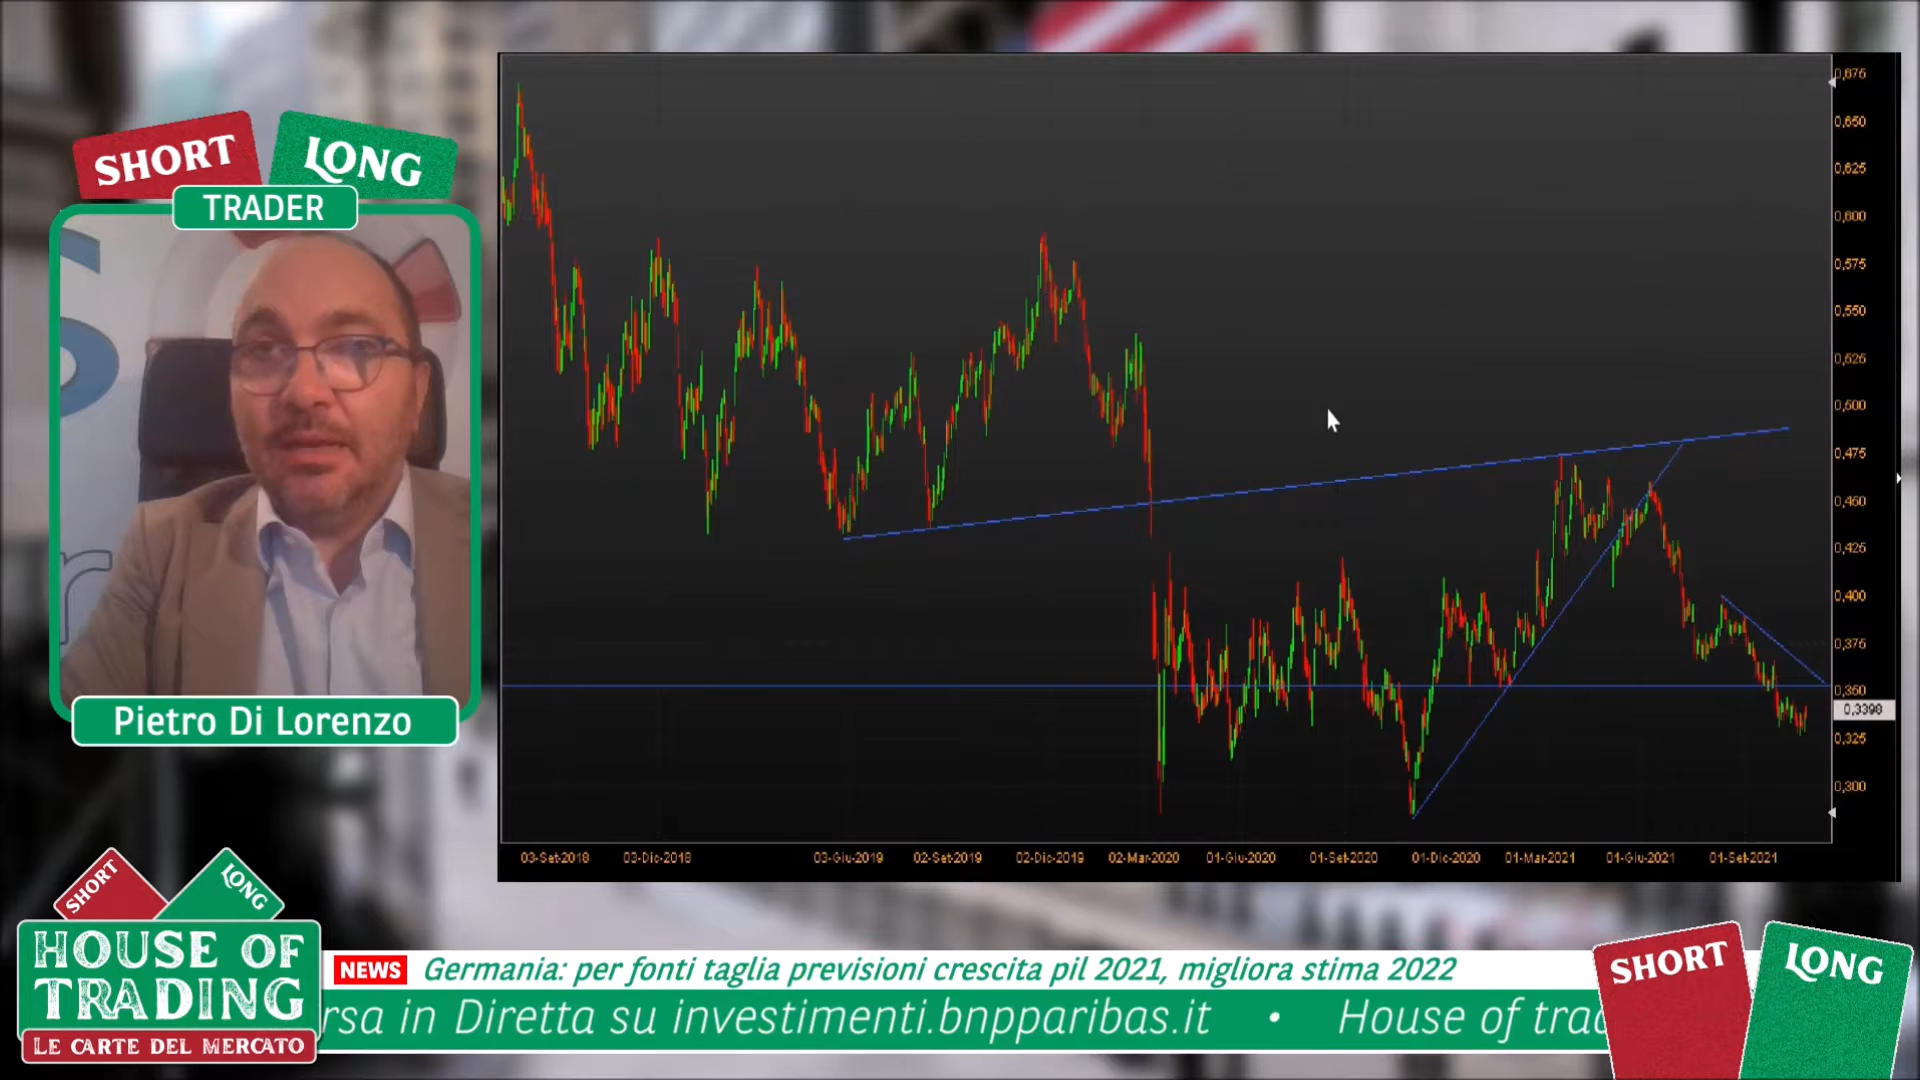 SHORT
LONG
TRADER
Pietro Di Lorenzo
0,675
0,650
0,625
0,600
0,575
0,550
0,525
0,500
0,475
0,450
0,425
0,400
0,375
0,350
0,3398
0,325
0,300
03-Set-2018
03-Dic-2018
03-Giu-2019
02-Set-2019
02-Dic-2019
02-Mar-2020
01-Giu-2020
01-Set-2020
01-Dic-2020
01-Mar-2021
01-Giu-2021
01-Set-2021
SHORT
LONG
HOUSE OF
TRADING
LE CARTE DEL MERCATO
NEWS Germania: per fonti taglia previsioni crescita pil 2021, migliora stima 2022
rsa in Diretta su investimenti.bnpparibas.it • House of trad
SHORT
LONG